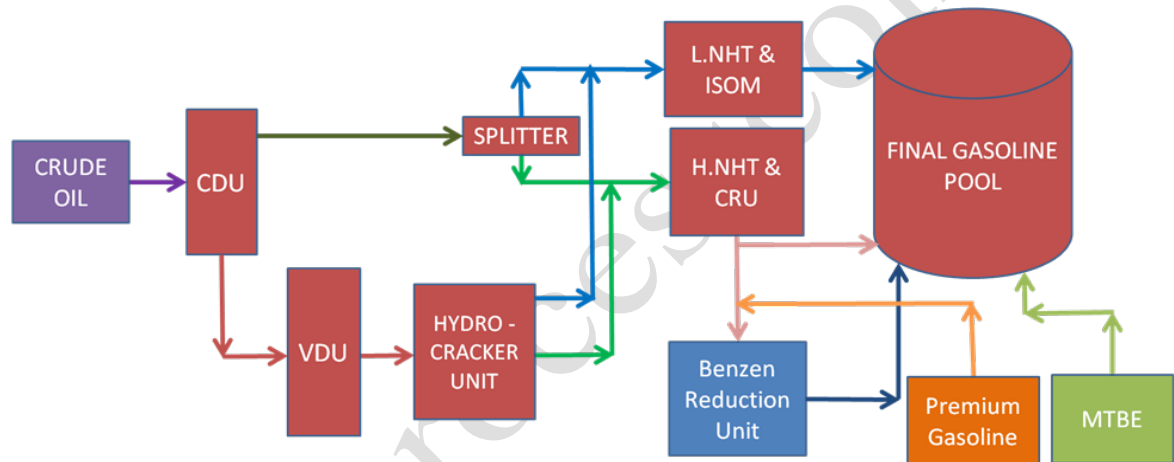 CRUDE
OIL
CDU
VDU
HYDRO -
CRACKER
UNIT
SPLITTER
L.NHT &
ISOM
H.NHT &
CRU
FINAL GASOLINE
POOL
Benzen
Reduction
Unit
Premium
Gasoline
MTBE